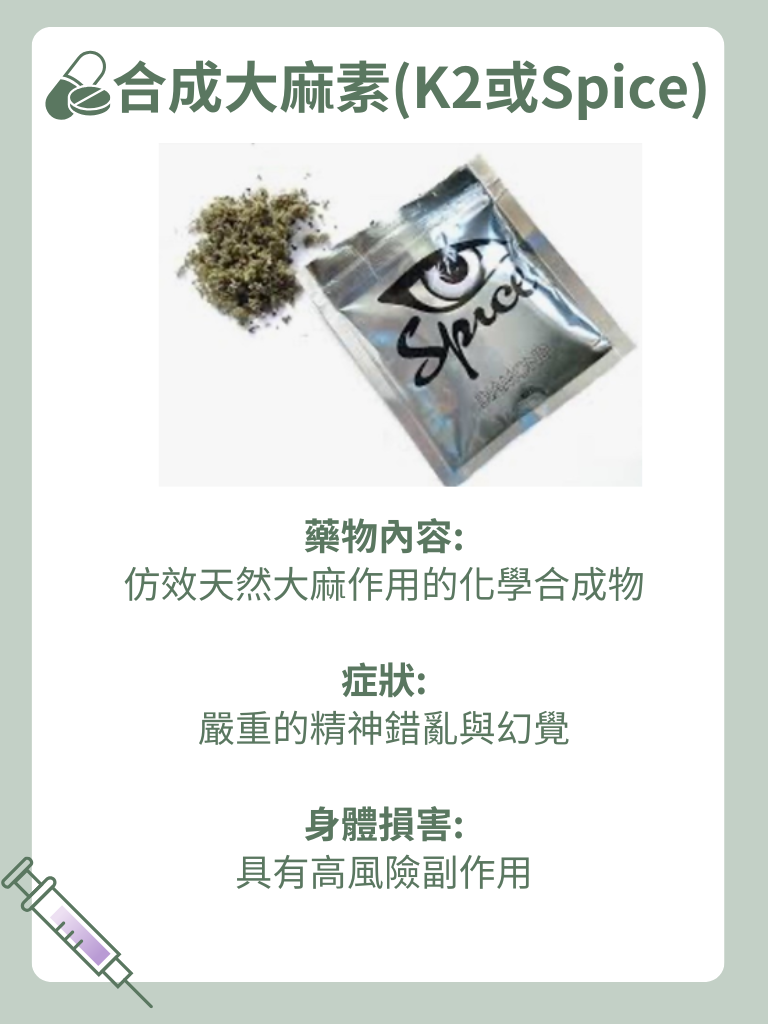 合成大麻素(K2或Spice)
Spice
DIAMOND
藥物內容:
仿效天然大麻作用的化學合成物
症狀:
嚴重的精神錯亂與幻覺
身體損害:
具有高風險副作用